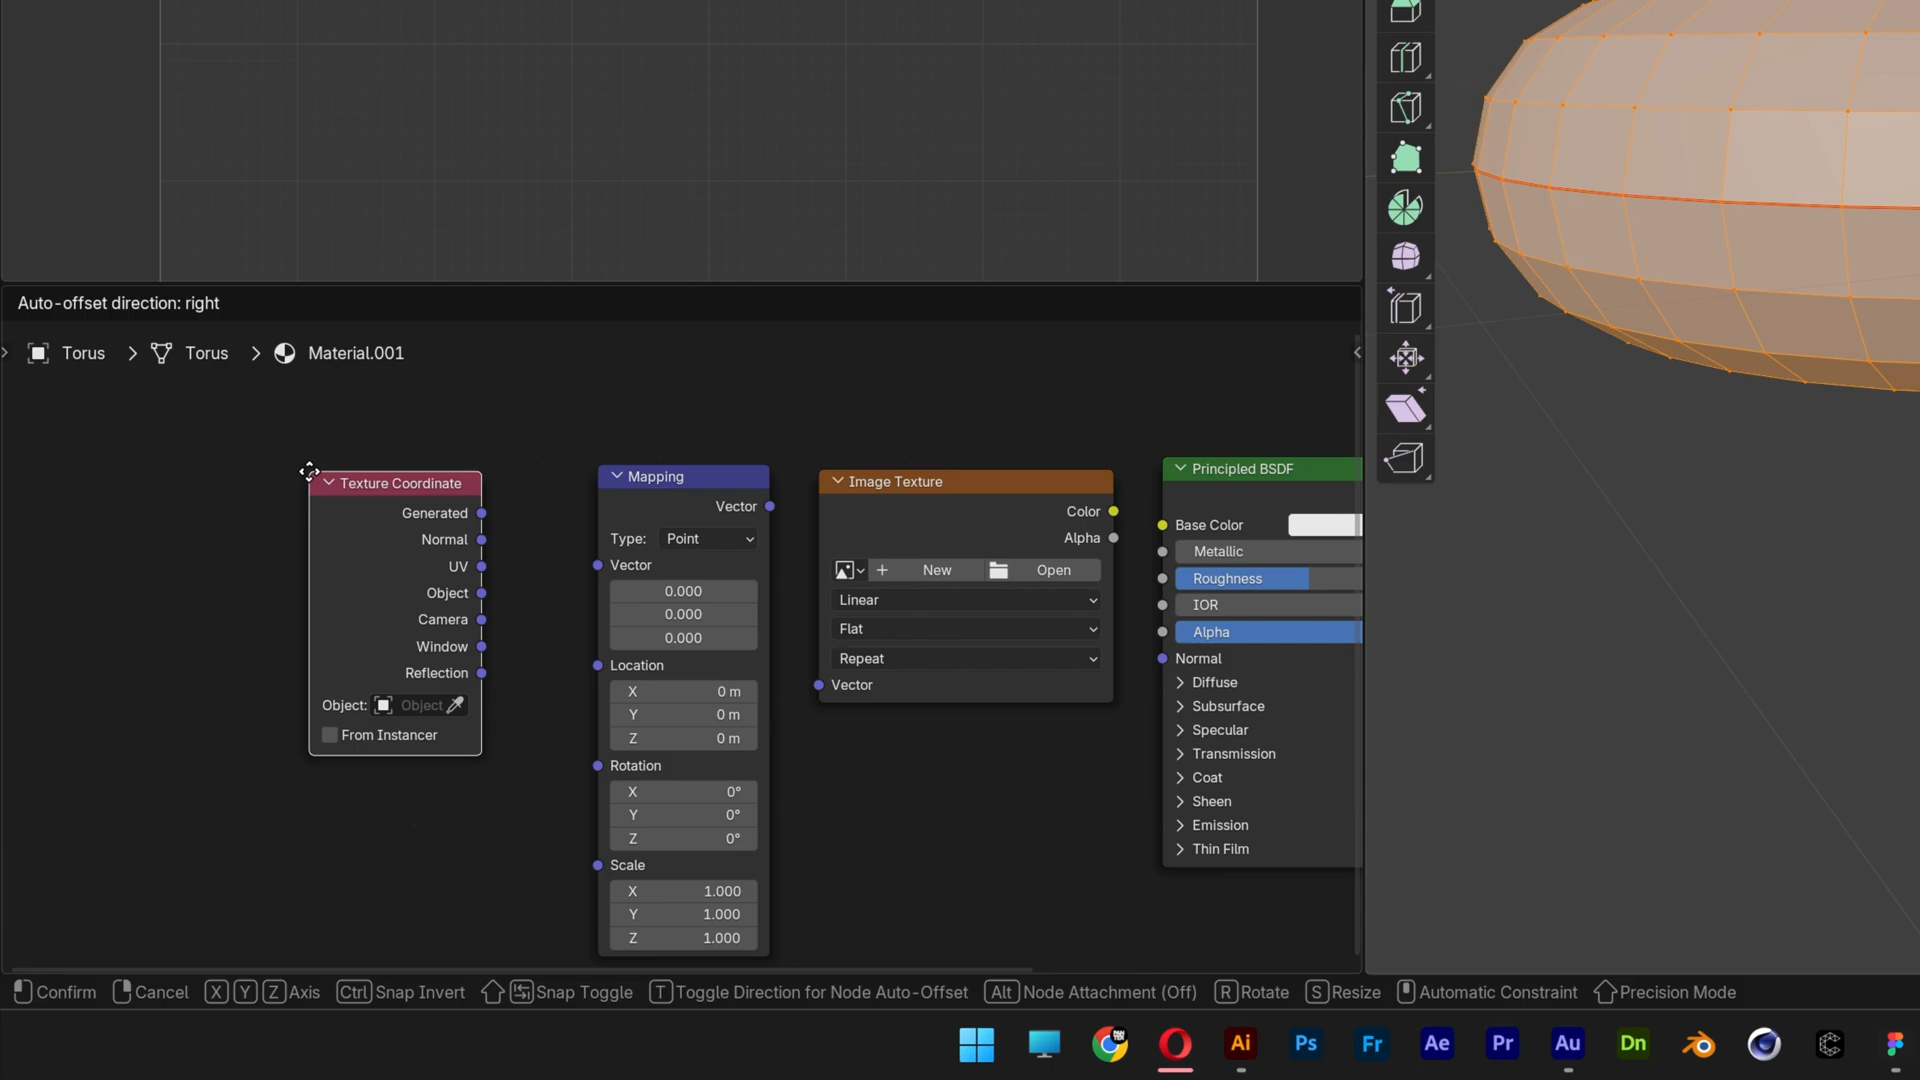 Auto-offset direction: right
Torus
Torus
Material.001
Texture Coordinate
Generated
Normal
UV
Object
Camera
Window
Reflection
Object:
Object
From Instancer
Mapping
Vector
Type:
Point
Vector
0.000
0.000
0.000
Location
X 0 m
Y 0 m
Z 0 m
Rotation
X 0°
Y 0°
Z 0°
Scale
X 1.000
Y 1.000
Z 1.000
Image Texture
Color
Alpha
New
Open
Linear
Flat
Repeat
Vector
Principled BSDF
Base Color
Metallic
Roughness
IOR
Alpha
Normal
Diffuse
Subsurface
Specular
Transmission
Coat
Sheen
Emission
Thin Film
Confirm Cancel X Y Z Axis Ctrl Snap Invert Snap Toggle T Toggle Direction for Node Auto-Offset Alt Node Attachment (Off) R Rotate S Resize Automatic Constraint Precision Mode
Ai Ps Fr Ae Pr Au Dn